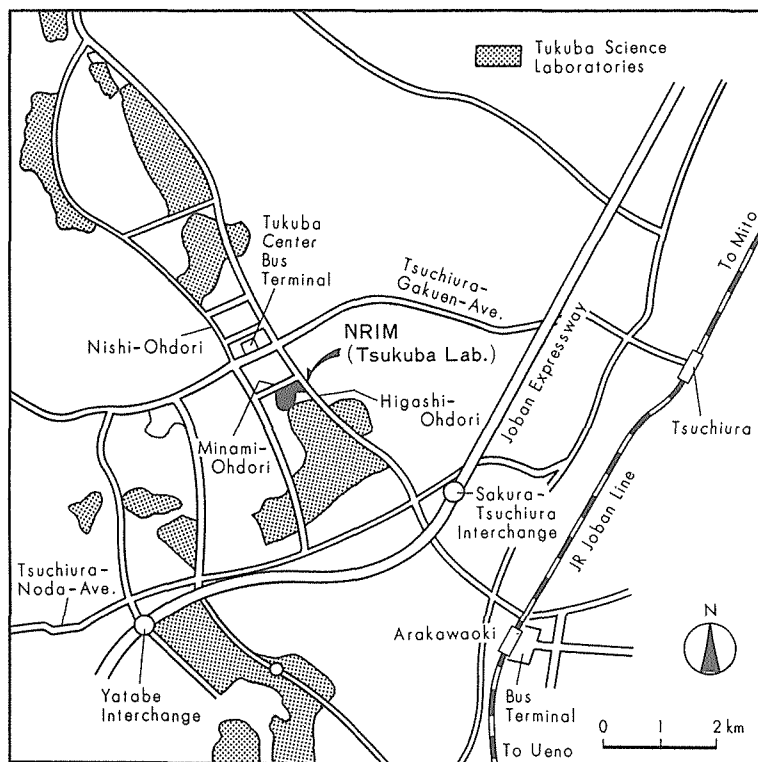 Tukuba Science
Laboratories
Tukuba
Center
Bus
Terminal
To Mito
Tsuchiura-
Gakuen-Ave.
Nishi-Ohdori
NRIM
(Tsukuba Lab.)
Joban Expressway
Higashi-
Ohdori
Minami-
Ohdori
Tsuchiura
Sakura-
Tsuchiura
Interchange
JR Joban Line
Tsuchiura-
Noda-Ave.
Arakawaoki
N
Yatabe
Interchange
Bus
Terminal
To Ueno
0 1 2 km